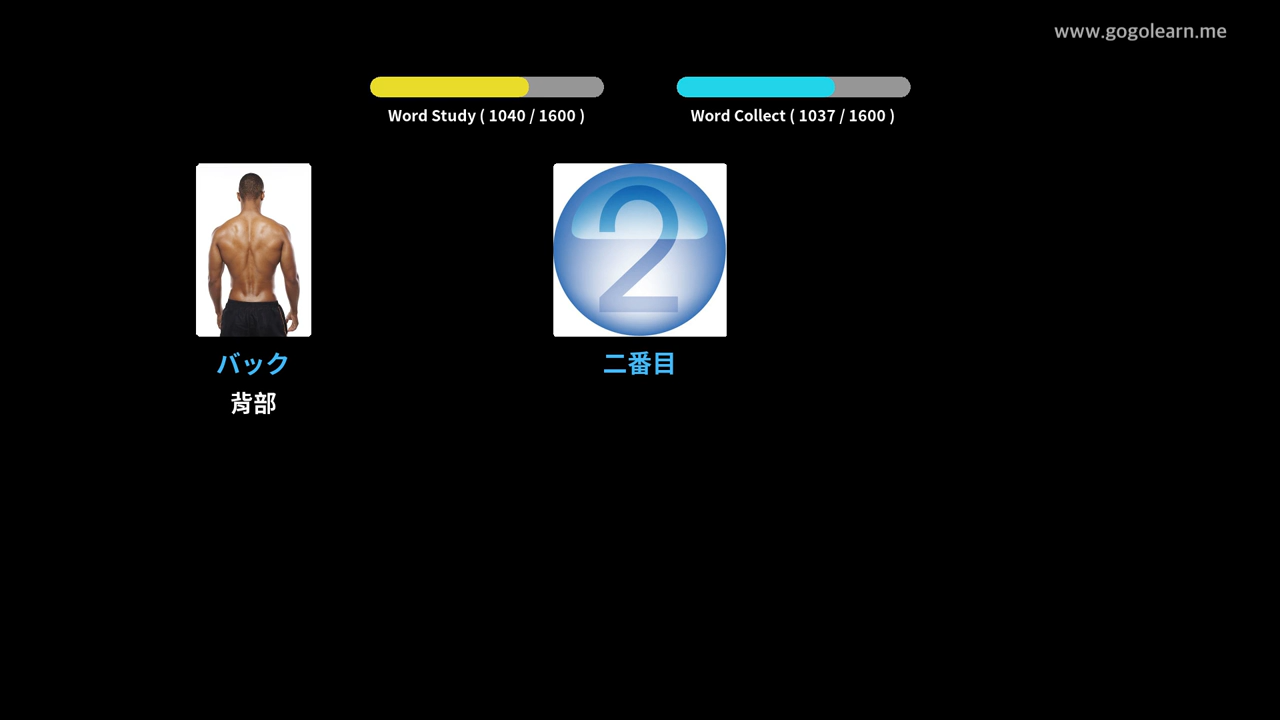 www.gogolearn.me
Word Study ( 1040 / 1600 )
Word Collect ( 1037 / 1600 )
2
バック
二番目
背部